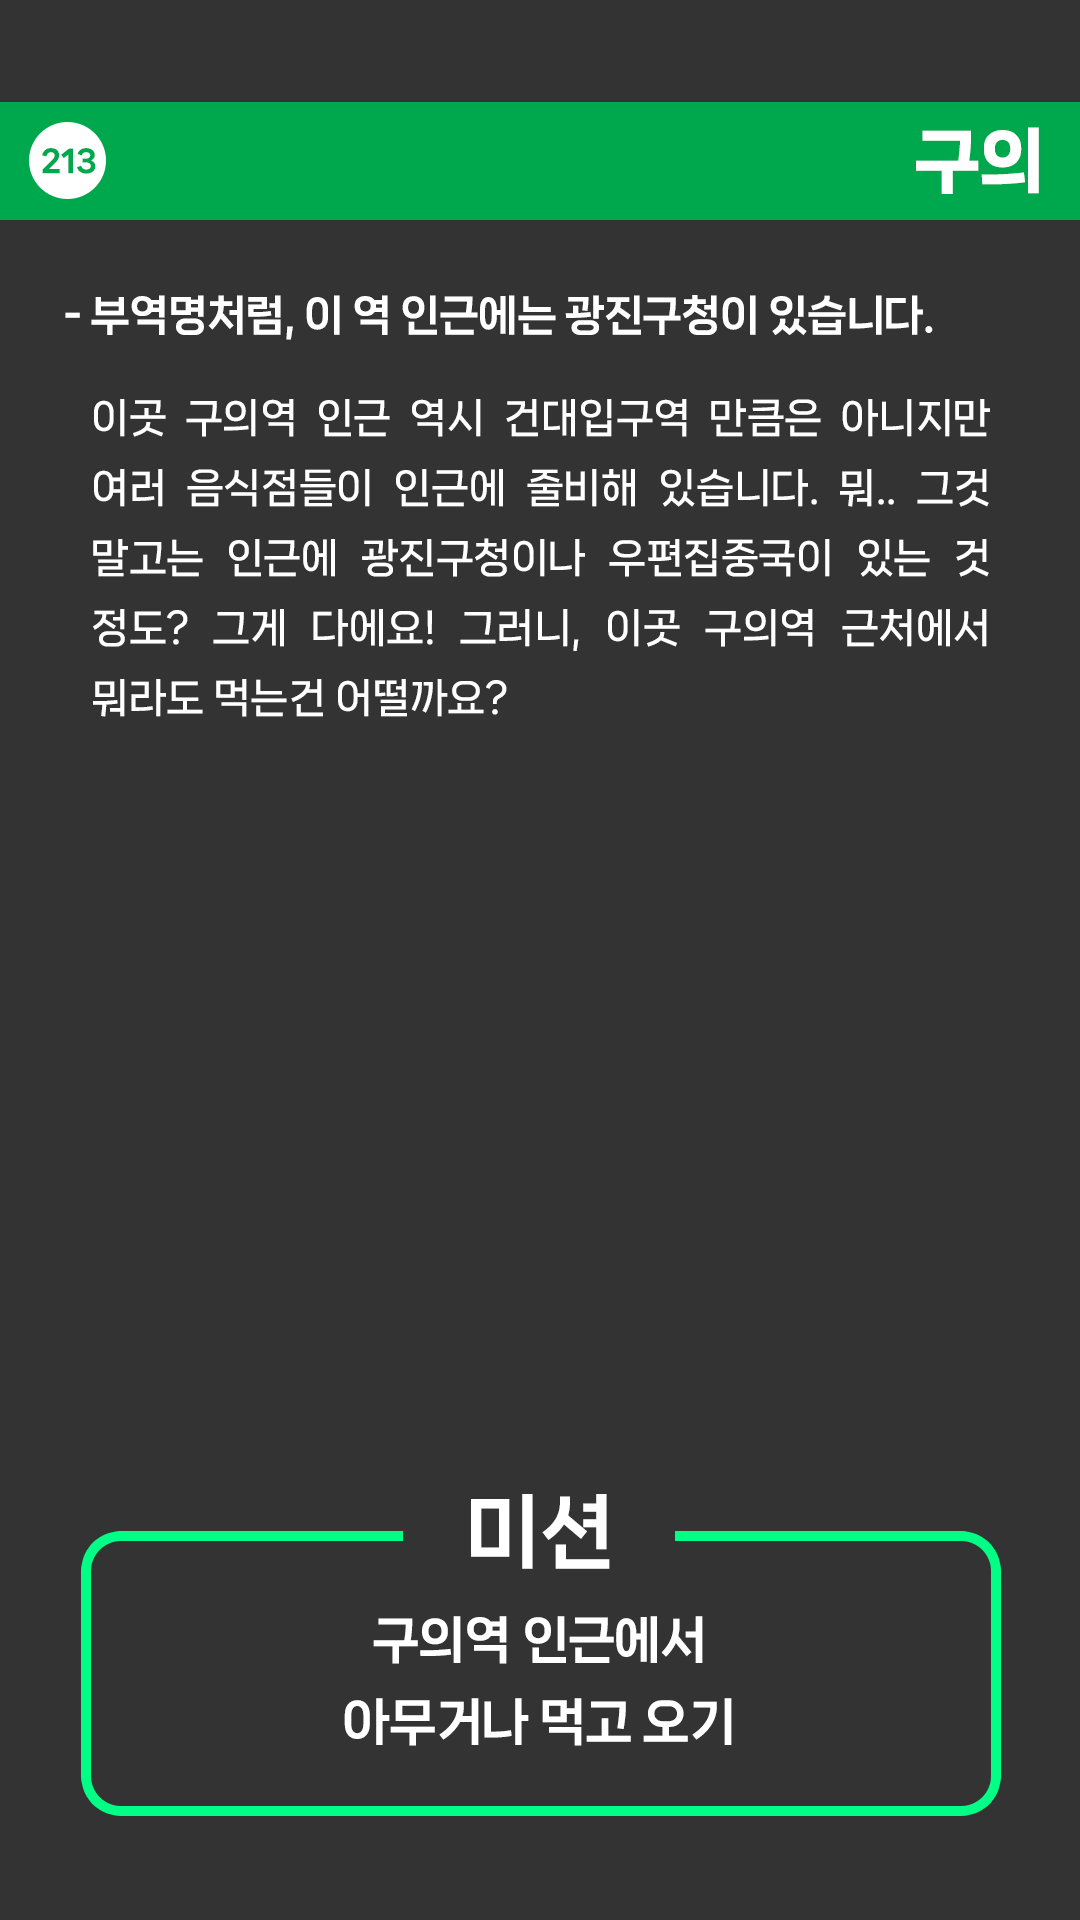 213
구의
- 부역명처럼, 이 역 인근에는 광진구청이 있습니다.
이곳 구의역 인근 역시 건대입구역 만큼은 아니지만
여러 음식점들이 인근에 줄비해 있습니다. 뭐.. 그것
말고는 인근에 광진구청이나 우편집중국이 있는 것
정도? 그게 다에요! 그러니, 이곳 구의역 근처에서
뭐라도 먹는건 어떨까요?
미션
구의역 인근에서
아무거나 먹고 오기